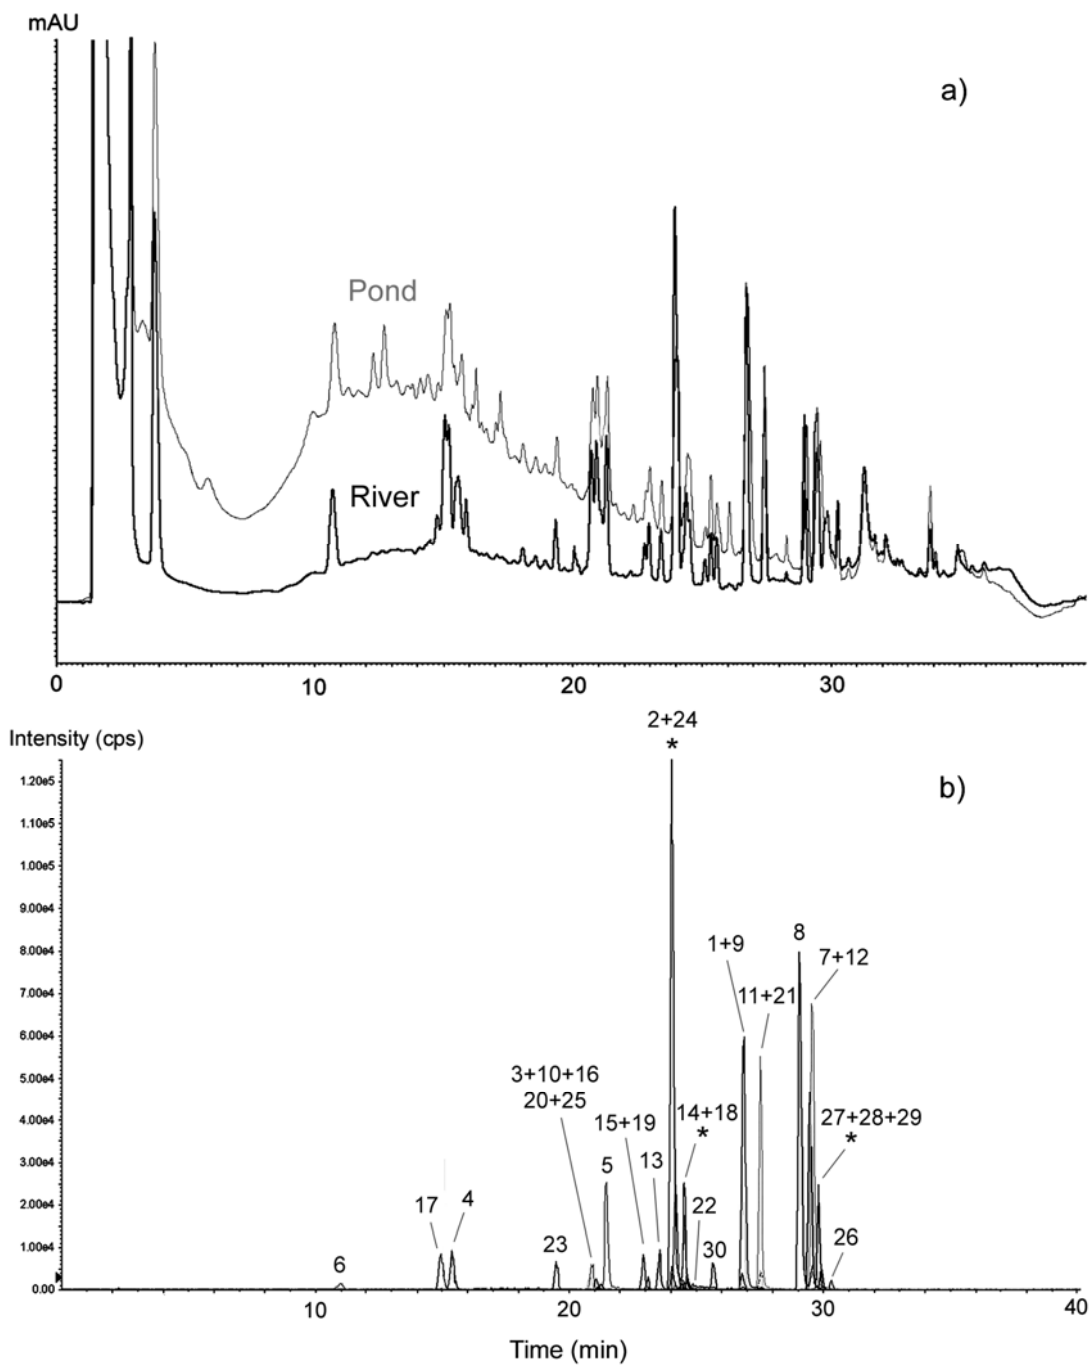 mAU
a)
Pond
River
0 10 20 30
2+24
*
Intensity (cps)
b)
1.20e5
1.10e5
1.00e5
9.00e4
8.00e4
7.00e4
6.00e4
5.00e4
4.00e4
3.00e4
2.00e4
1.00e4
0.00
8
1+9
7+12
11+21
3+10+16
20+25
15+19
14+18
*
27+28+29
*
5
13
17
4
22
23
30
26
6
10 20 30 40
Time (min)